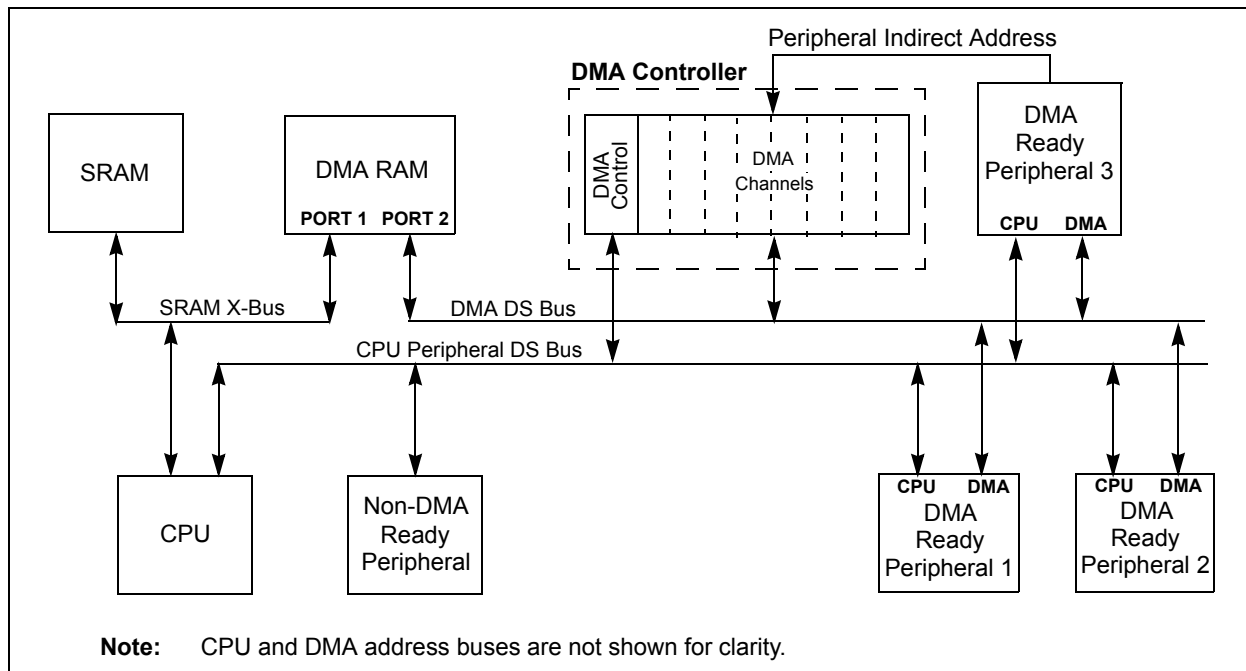 Peripheral Indirect Address
DMA Controller
SRAM
DMA RAM
PORT 1 PORT 2
DMA Control
DMA
Channels
DMA
Ready
Peripheral 3
CPU DMA
SRAM X-Bus
DMA DS Bus
CPU Peripheral DS Bus
CPU
Non-DMA
Ready
Peripheral
CPU DMA
DMA
Ready
Peripheral 1
CPU DMA
DMA
Ready
Peripheral 2
Note: CPU and DMA address buses are not shown for clarity.